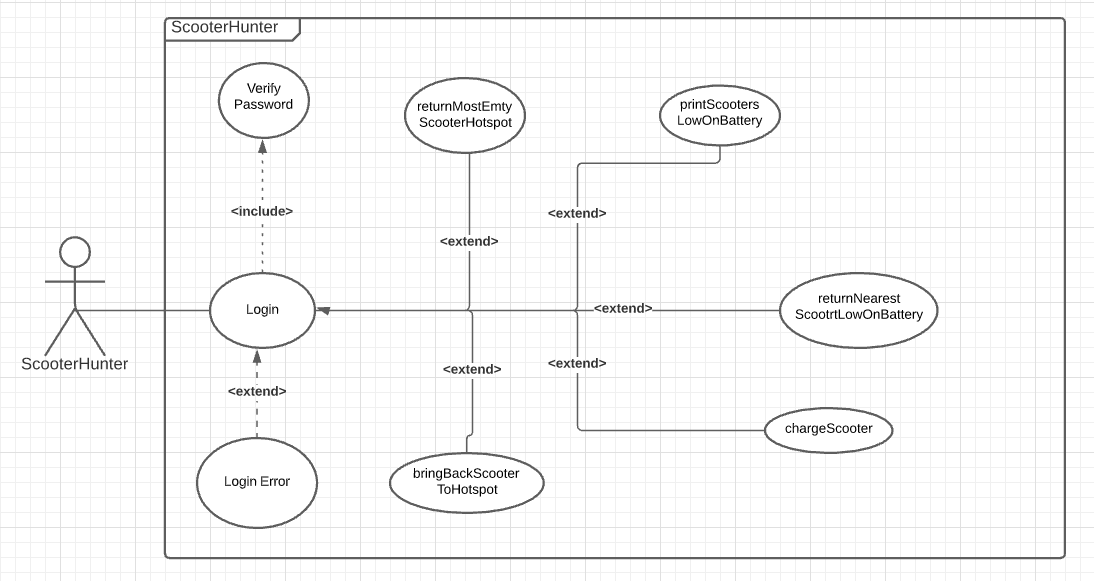 ScooterHunter
Verify
Password
returnMostEmty
ScooterHotspot
printScooters
LowOnBattery
<include>
<extend>
<extend>
Login
<extend>
returnNearest
ScootrtLowOnBattery
ScooterHunter
<extend>
<extend>
<extend>
chargeScooter
Login Error
bringBackScooter
ToHotspot